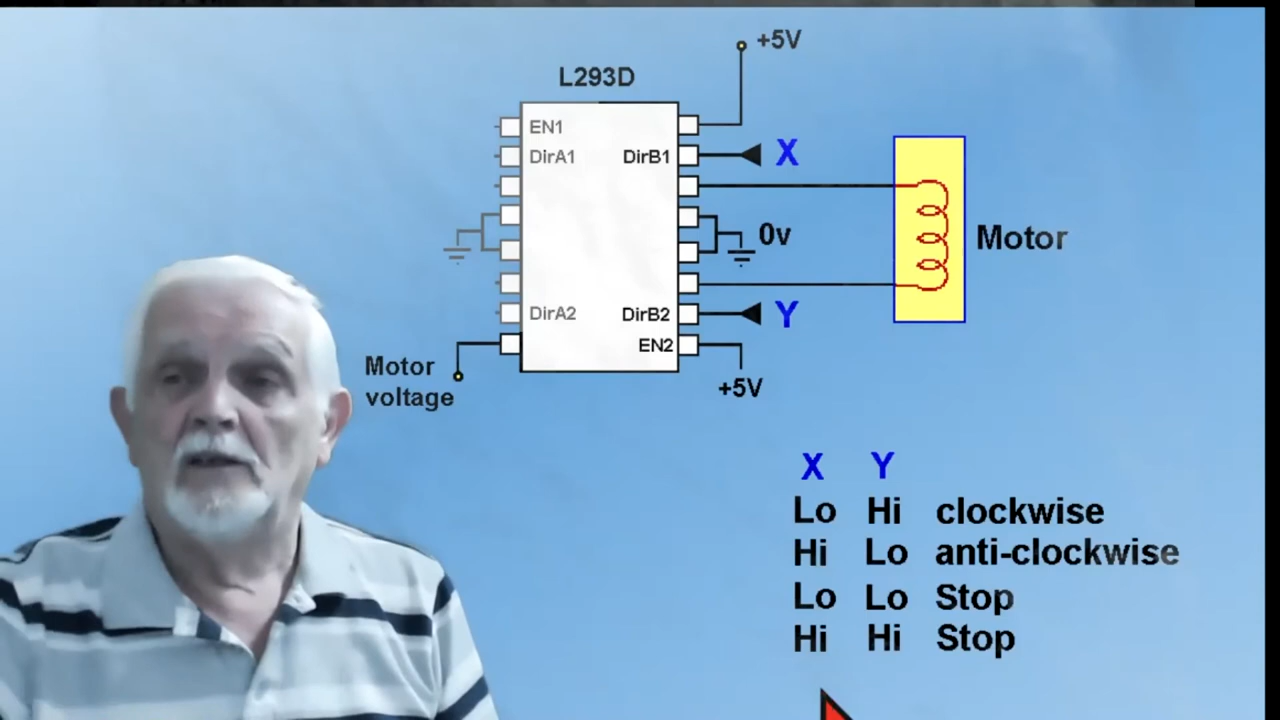 +5V
L293D
EN1
DirA1 DirB1 X
0v
Motor
DirA2 DirB2 Y
EN2
Motor
voltage
+5V
X Y
Lo Hi clockwise
Hi Lo anti-clockwise
Lo Lo Stop
Hi Hi Stop